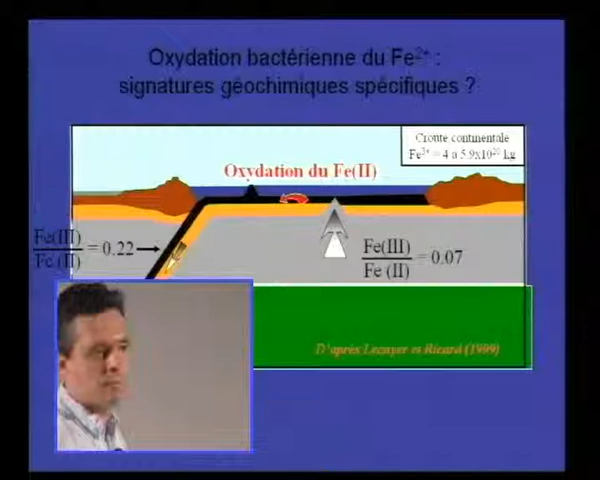 Oxydation bactérienne du Fe²⁺ :
signatures géochimiques spécifiques ?
Croute continentale
Fe³⁺ = 4 à 5.9x10²⁰ kg
Oxydation du Fe(II)
Fe(III)
Fe (II) = 0.22
Fe(III)
Fe (II) = 0.07
D'après Lecuyer et Ricard (1999)